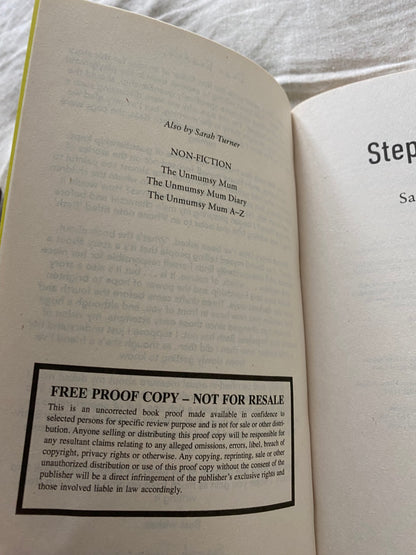 Also by Sarah Turner
NON-FICTION
The Unmumsy Mum
The Unmumsy Mum Diary
The Unmumsy Mum A–Z
FREE PROOF COPY – NOT FOR RESALE
This is an uncorrected book proof made available in confidence to
selected persons for specific review purpose and is not for sale or other distri-
bution. Anyone selling or distributing this proof copy will be responsible for
any resultant claims relating to any alleged omissions, errors, libel, breach of
copyright, privacy rights or otherwise. Any copying, reprinting, sale or other
unauthorized distribution or use of this proof copy without the consent of the
publisher will be a direct infringement of the publisher's exclusive rights and
those involved liable in law accordingly.
Step
Sa